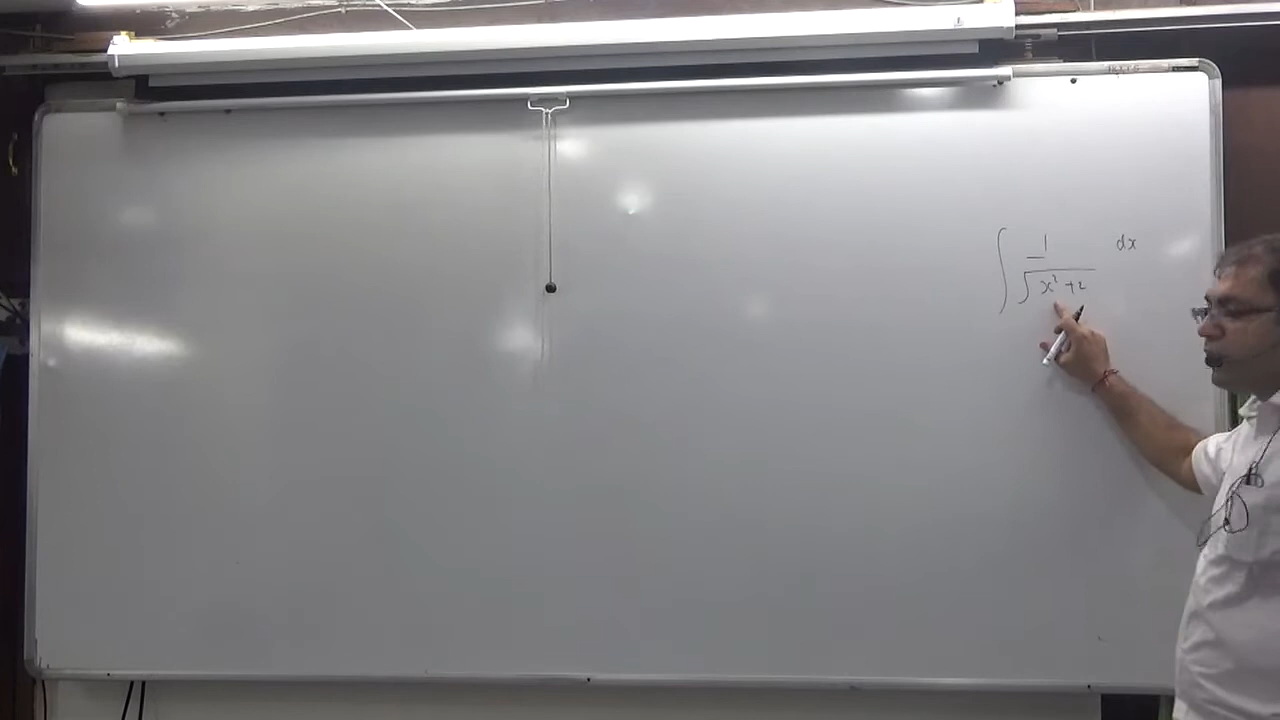 ∫ 1/√(x² + 2) dx